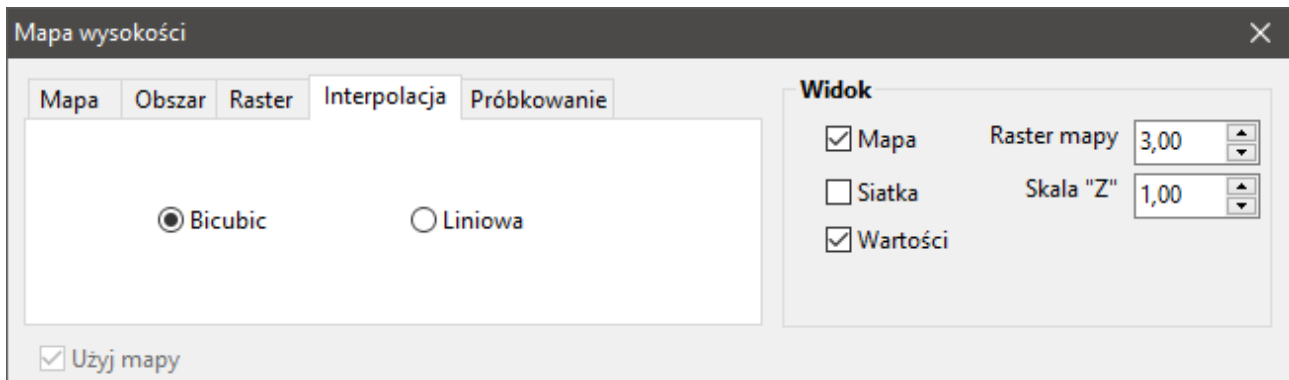 Mapa wysokości
Mapa Obszar Raster Interpolacja Próbkowanie
Bicubic Liniowa
Użyj mapy
Widok
Mapa Raster mapy 3,00
Siatka Skala "Z" 1,00
Wartości